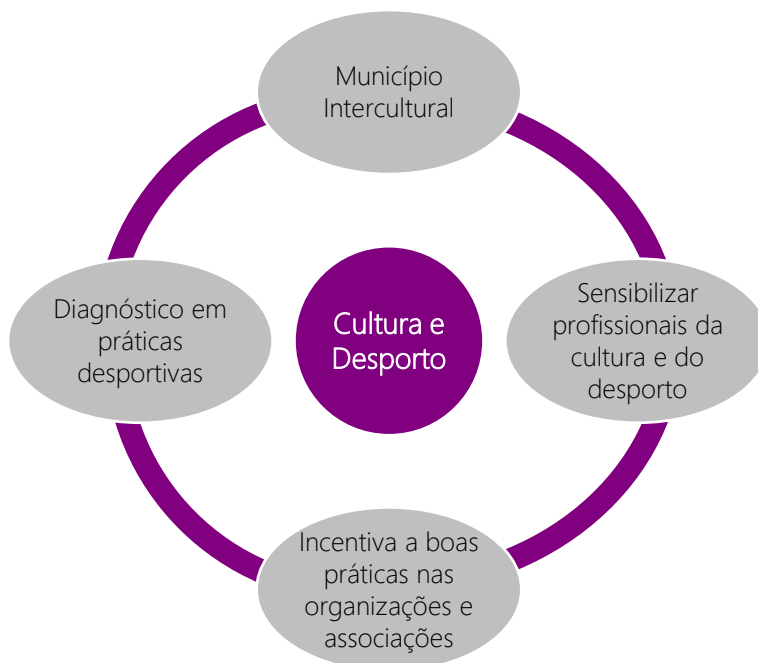 Município
Intercultural
Diagnóstico em
práticas
desportivas
Cultura e
Desporto
Sensibilizar
profissionais da
cultura e do
desporto
Incentiva a boas
práticas nas
organizações e
associações